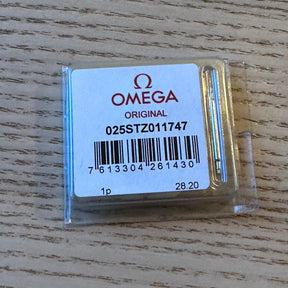 Ω
OMEGA
ORIGINAL
025STZ011747
7 613304 261430
1p 28.20